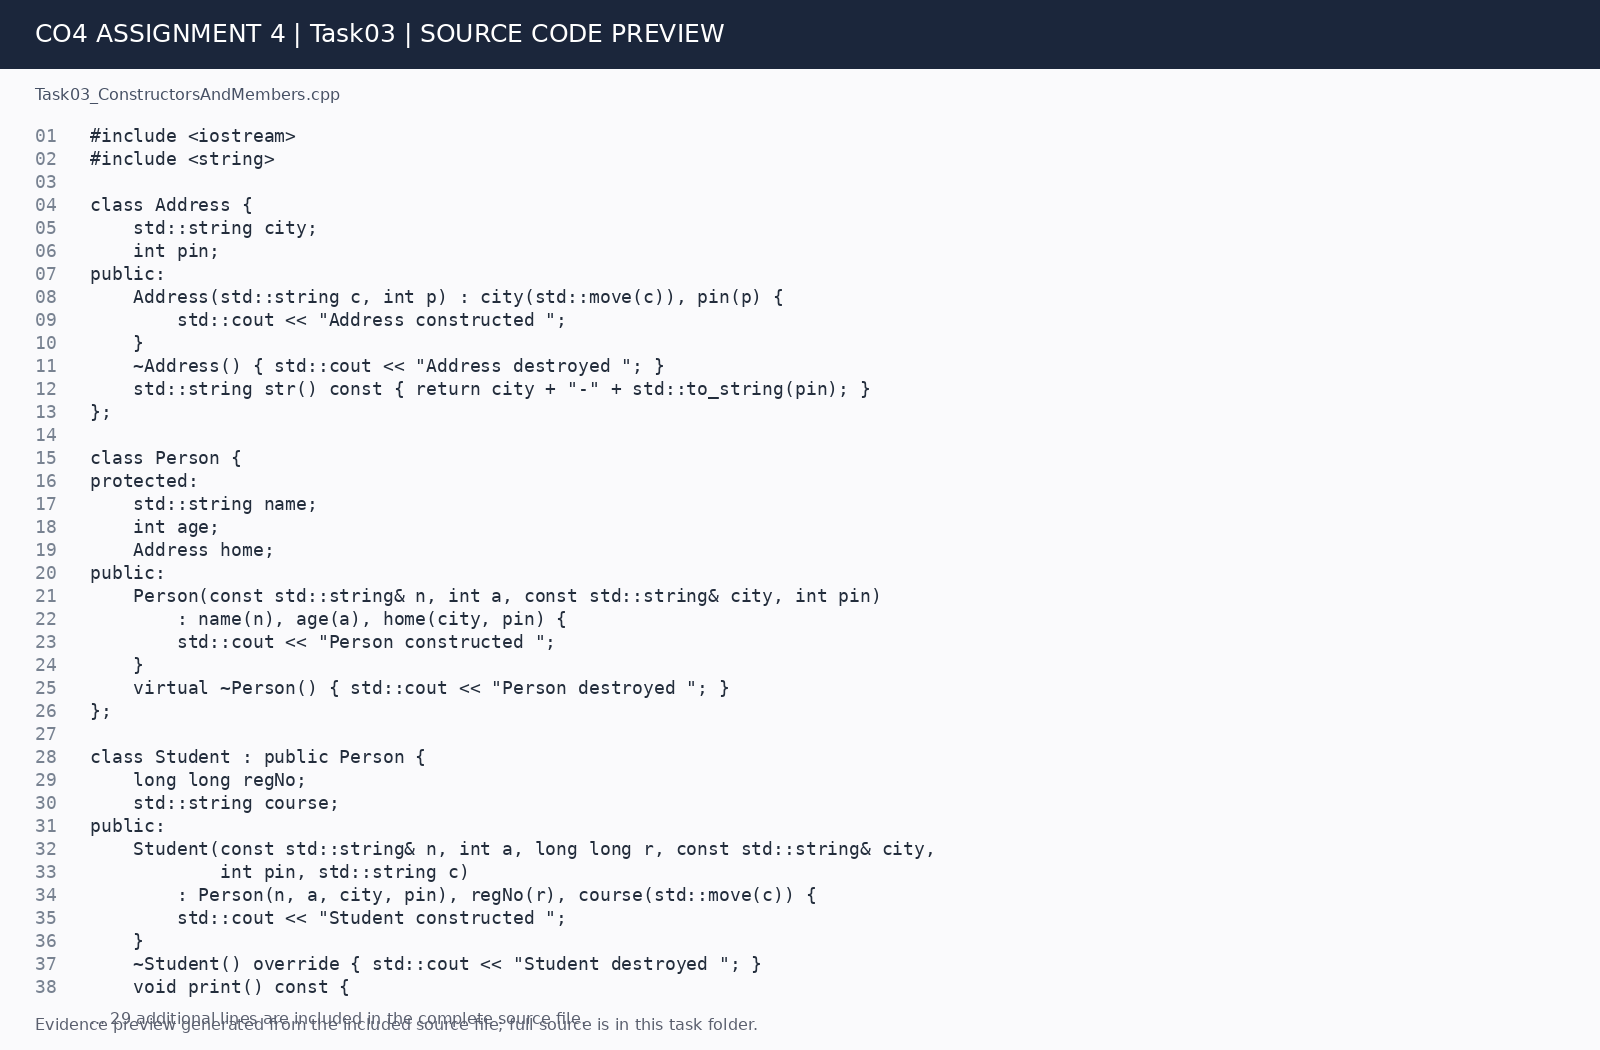 CO4 ASSIGNMENT 4 | Task03 | SOURCE CODE PREVIEW
Task03_ConstructorsAndMembers.cpp
01 #include <iostream>
02 #include <string>
03
04 class Address {
05     std::string city;
06     int pin;
07 public:
08     Address(std::string c, int p) : city(std::move(c)), pin(p) {
09         std::cout << "Address constructed ";
10     }
11     ~Address() { std::cout << "Address destroyed "; }
12     std::string str() const { return city + "-" + std::to_string(pin); }
13 };
14
15 class Person {
16 protected:
17     std::string name;
18     int age;
19     Address home;
20 public:
21     Person(const std::string& n, int a, const std::string& city, int pin)
22         : name(n), age(a), home(city, pin) {
23         std::cout << "Person constructed ";
24     }
25     virtual ~Person() { std::cout << "Person destroyed "; }
26 };
27
28 class Student : public Person {
29     long long regNo;
30     std::string course;
31 public:
32     Student(const std::string& n, int a, long long r, const std::string& city,
33             int pin, std::string c)
34         : Person(n, a, city, pin), regNo(r), course(std::move(c)) {
35         std::cout << "Student constructed ";
36     }
37     ~Student() override { std::cout << "Student destroyed "; }
38     void print() const {
... 29 additional lines are included in the complete source file.
Evidence preview generated from the included source file; full source is in this task folder.